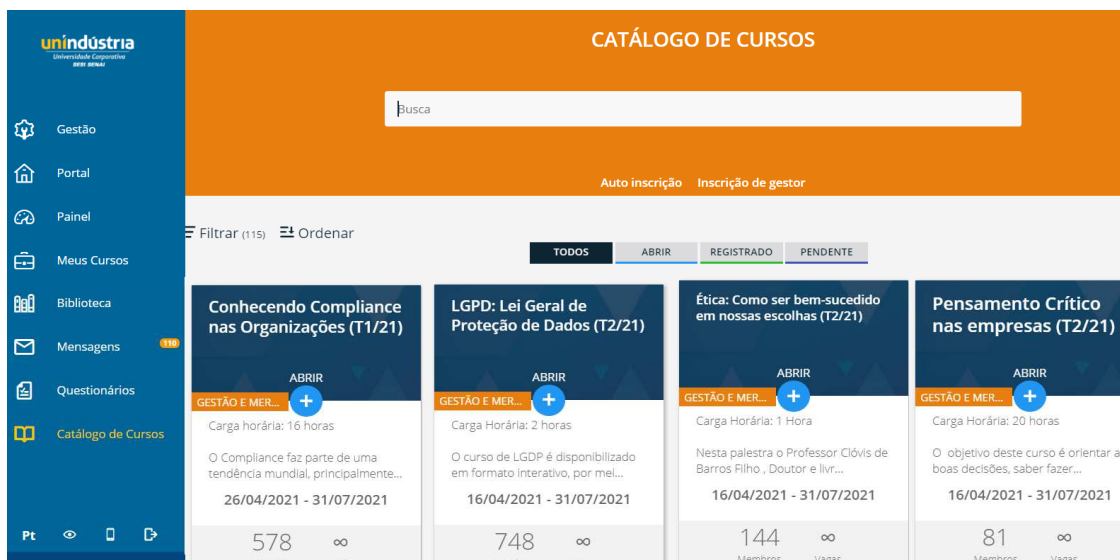 unindústria
Universidade Corporativa
SESI SENAI
Gestão
Portal
Painel
Meus Cursos
Biblioteca
Mensagens 110
Questionários
Catálogo de Cursos
Pt
CATÁLOGO DE CURSOS
Busca
Auto inscrição Inscrição de gestor
Filtrar (115) Ordenar
TODOS ABRIR REGISTRADO PENDENTE
Conhecendo Compliance
nas Organizações (T1/21)
ABRIR
GESTÃO E MER...
Carga horária: 16 horas
O Compliance faz parte de uma
tendência mundial, principalmente...
26/04/2021 - 31/07/2021
578 ∞
LGPD: Lei Geral de
Proteção de Dados (T2/21)
ABRIR
GESTÃO E MER...
Carga Horária: 2 horas
O curso de LGDP é disponibilizado
em formato interativo, por mei...
16/04/2021 - 31/07/2021
748 ∞
Ética: Como ser bem-sucedido
em nossas escolhas (T2/21)
ABRIR
GESTÃO E MER...
Carga Horária: 1 Hora
Nesta palestra o Professor Clóvis de
Barros Filho , Doutor e livr...
16/04/2021 - 31/07/2021
144 ∞
Membros Vagas
Pensamento Crítico
nas empresas (T2/21)
ABRIR
GESTÃO E MER...
Carga Horária: 20 horas
O objetivo deste curso é orientar a
boas decisões, saber fazer...
16/04/2021 - 31/07/2021
81 ∞
Membros Vagas